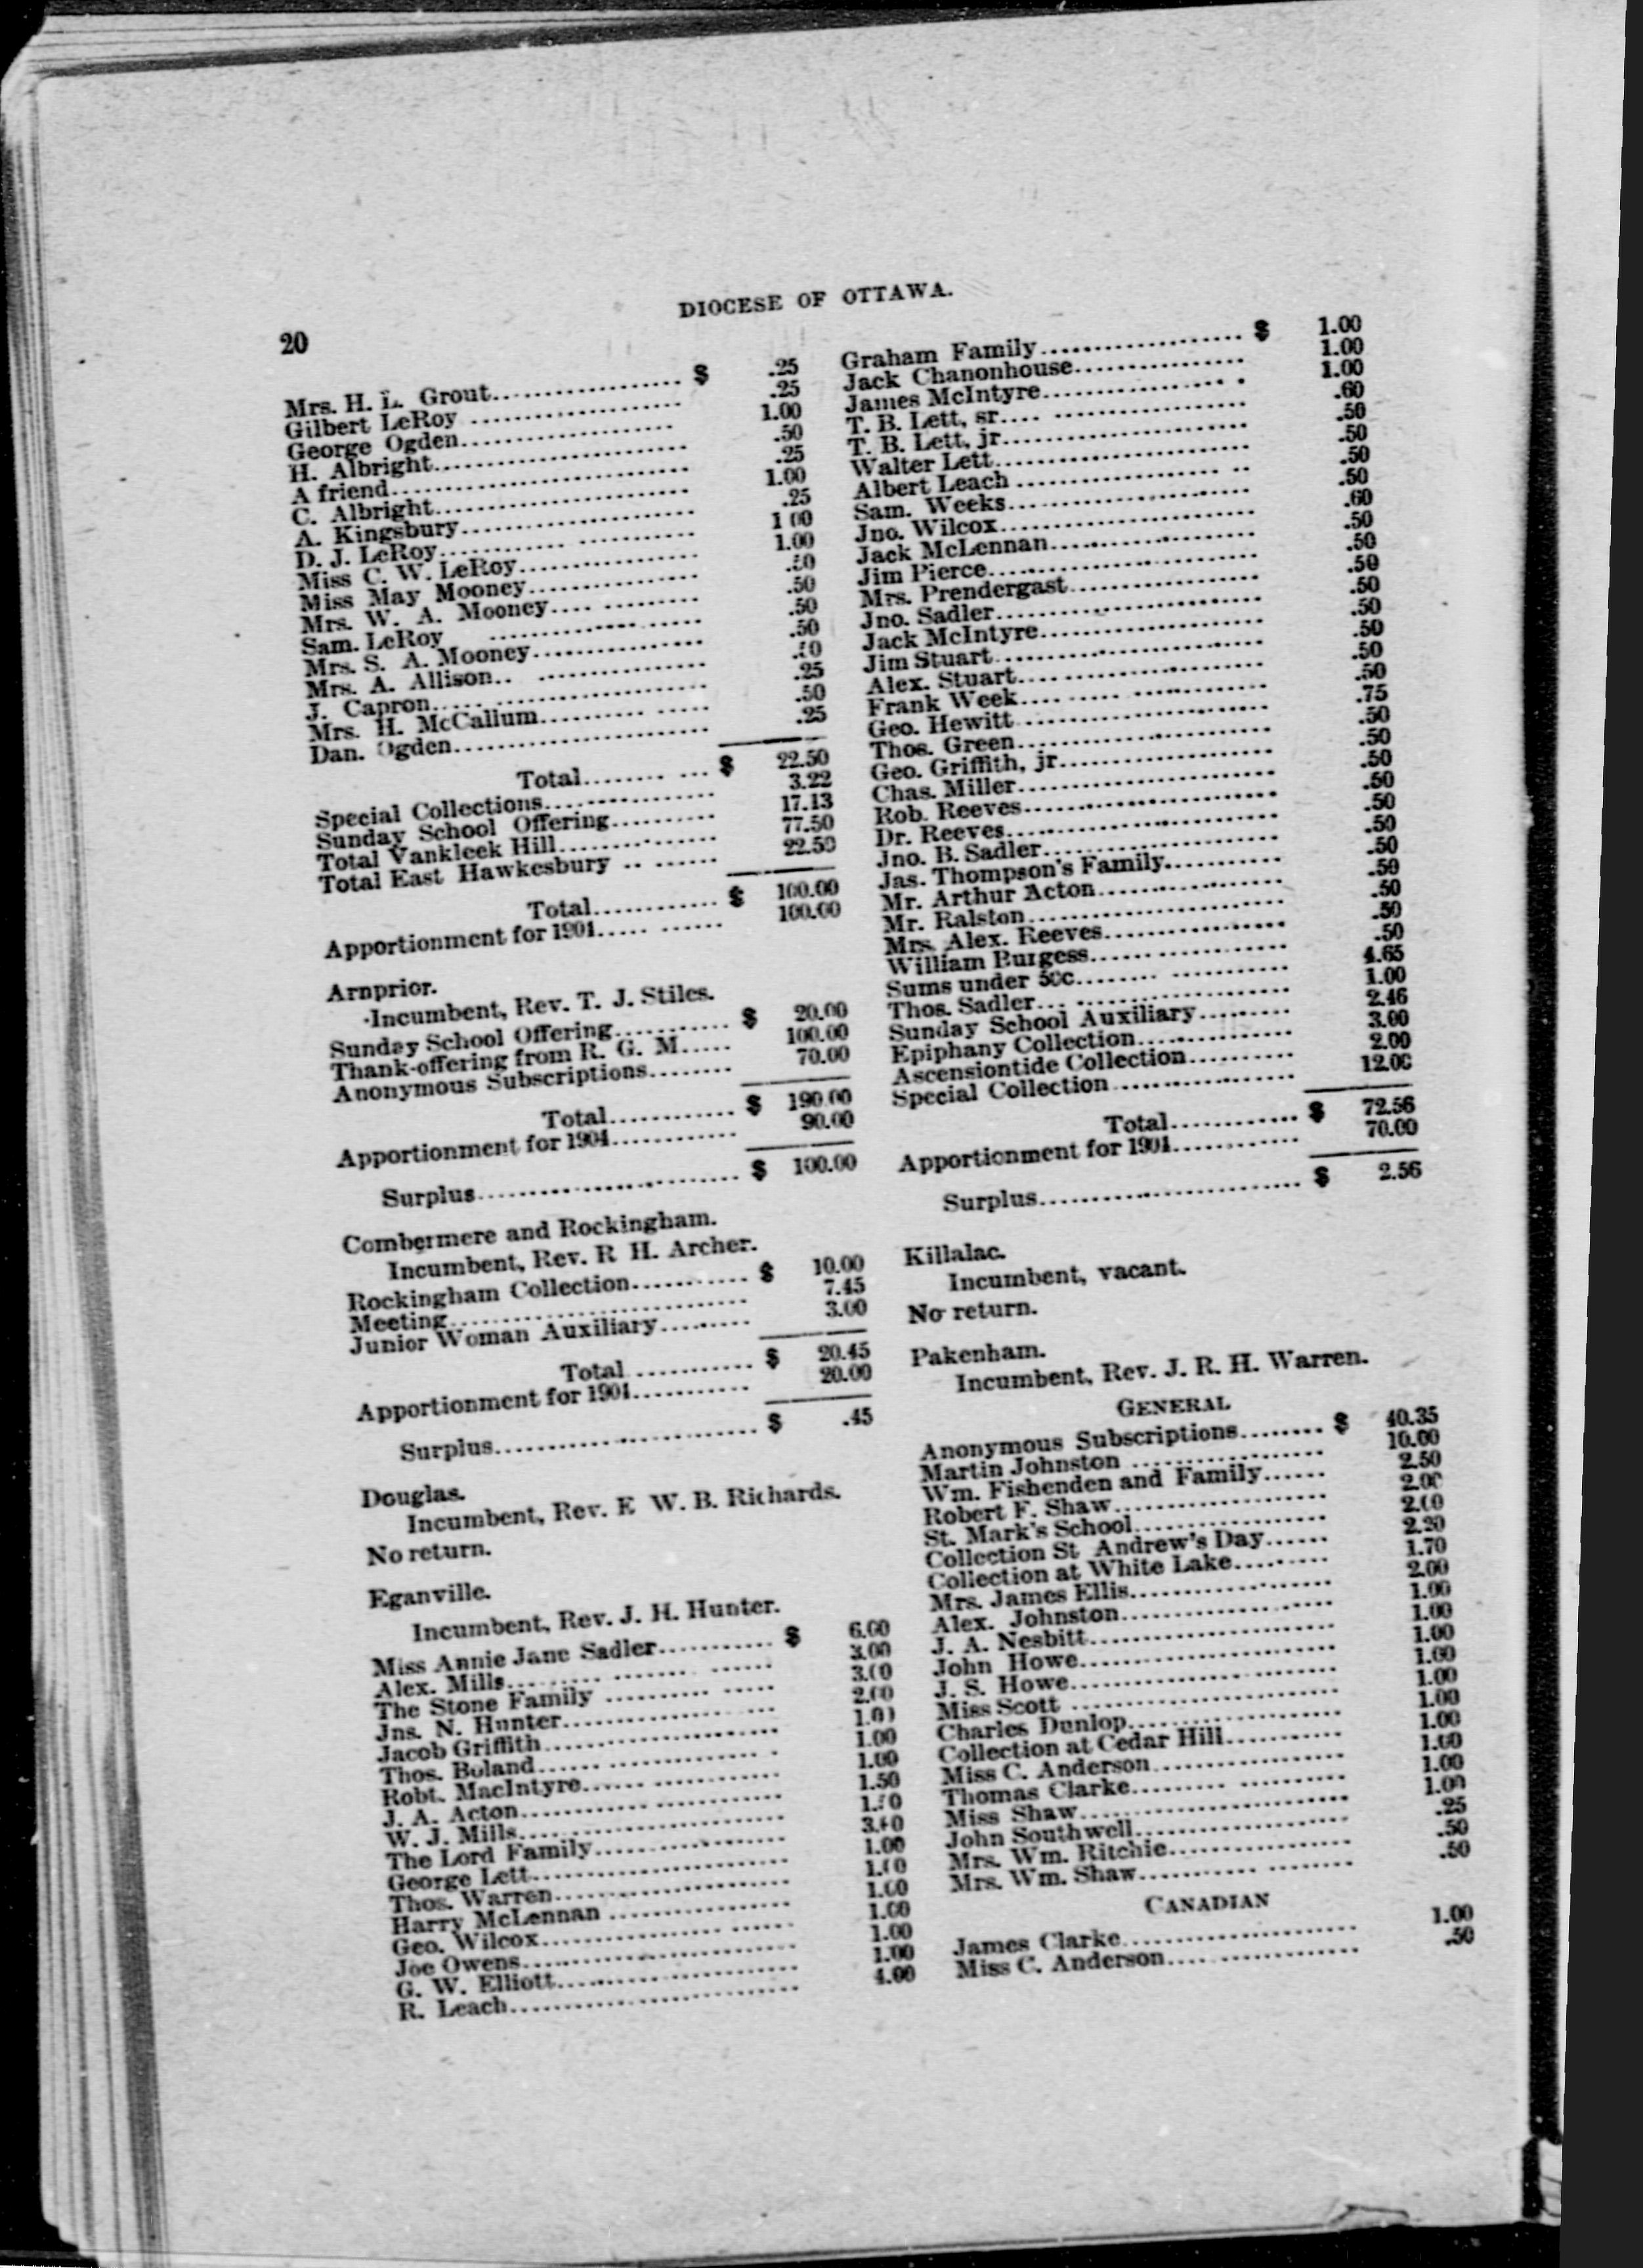 20
DIOCESE OF OTTAWA.
Mrs. H. L. Grout.................. $ .25
Gilbert LeRoy .................... .25
George Ogden.................... 1.00
H. Albright........................ .50
A friend............................ .25
C. Albright........................ 1.00
A. Kingsbury...................... .25
D. J. LeRoy............ ........... 1 00
Miss C. W. LeRoy................. 1.00
Miss May Mooney................ .50
Mrs. W. A. Mooney.... .......... .50
Sam. LeRoy .................... .50
Mrs. S. A. Mooney................ .50
Mrs. A. Allison.. ...............
J. Capron..... .................... .25
Mrs. H. McCallum.......... ..... .50
Dan. Ogden........................ .25
Total........ ... $ 22.50
Special Collections................ 3.22
Sunday School Offering.......... 17.13
Total Vankleek Hill............... 77.50
Total East Hawkesbury .. ...... 22.50
Total............ $ 100.00
Apportionment for 1904..... ...... 100.00
Arnprior.
Incumbent, Rev. T. J. Stiles.
Sunday School Offering........... $ 20.00
Thank-offering from R. G. M..... 100.00
Anonymous Subscriptions........ 70.00
Total............ $ 190.00
Apportionment for 1904............ 90.00
Surplus......................... $ 100.00
Combermere and Rockingham.
Incumbent, Rev. R H. Archer.
Rockingham Collection........... $ 10.00
Meeting............................ 7.45
Junior Woman Auxiliary......... 3.00
Total ........... $ 20.45
Apportionment for 1904........... 20.00
Surplus......................... $ .45
Douglas.
Incumbent, Rev. F. W. B. Richards.
No return.
Eganville.
Incumbent, Rev. J. H. Hunter.
Miss Annie Jane Sadler........... $ 6.00
Alex. Mills......... ....... ...... 3.00
The Stone Family .......... ..... 3.00
Jns. N. Hunter................. ... 2.00
Jacob Griffith...................... 1.00
Thos. Boland...... .............. . 1.00
Robt. MacIntyre...... ............ 1.00
J. A. Acton............ ............ 1.50
W. J. Mills.........................
The Lord Family.................. 3.00
George Lett........................ 1.00
Thos. Warren...................... 1.00
Harry McLennan ................. 1.00
Geo. Wilcox................ ...... 1.00
Joe Owens......................... 1.00
G. W. Elliott....................... 1.00
R. Leach........................... 4.00
Graham Family.................... $ 1.00
Jack Chanonhouse................ 1.00
James McIntyre................. . 1.00
T. B. Lett, sr.... .................. .60
T. B. Lett, jr....................... .50
Walter Lett........................ .50
Albert Leach .................. .. .50
Sam. Weeks....................... .50
Jno. Wilcox........................ .60
Jack McLennan.................... .50
Jim Pierce......................... .50
Mrs. Prendergast.................. .50
Jno. Sadler......................... .50
Jack McIntyre..................... .50
Jim Stuart.......................... .50
Alex. Stuart....................... .50
Frank Week.... ..... ............. .50
Geo. Hewitt....................... .75
Thos. Green....................... .50
Geo. Griffith, jr.................... .50
Chas. Miller....................... .50
Rob. Reeves....................... .50
Dr. Reeves......................... .50
Jno. B. Sadler..................... .50
Jas. Thompson's Family........... .50
Mr. Arthur Acton................. .50
Mr. Ralston....................... .50
Mrs. Alex. Reeves................. .50
William Burgess................... .50
Sums under 50c........ ........... 4.65
Thos. Sadler... .................... 1.00
Sunday School Auxiliary......... 2.46
Epiphany Collection............... 3.00
Ascensiontide Collection.......... 2.00
Special Collection ................. 12.00
Total............ $ 72.56
Apportionment for 1904............ 70.00
Surplus......................... $ 2.56
Killaloe.
Incumbent, vacant.
No return.
Pakenham.
Incumbent, Rev. J. R. H. Warren.
GENERAL
Anonymous Subscriptions........ $ 40.35
Martin Johnston .................. 10.00
Wm. Fishenden and Family...... 2.50
Robert F. Shaw.................... 2.00
St. Mark's School.................. 2.00
Collection St Andrew's Day...... 2.20
Collection at White Lake......... 1.70
Mrs. James Ellis................... 2.00
Alex. Johnston.................... 1.00
J. A. Nesbitt....................... 1.00
John Howe........................ 1.00
J. S. Howe......................... 1.00
Miss Scott ......................... 1.00
Charles Dunlop.................... 1.00
Collection at Cedar Hill........... 1.00
Miss C. Anderson.................. 1.00
Thomas Clarke......... .......... 1.00
Miss Shaw......................... 1.00
John Southwell.................... .25
Mrs. Wm. Ritchie................. .50
Mrs. Wm. Shaw........... ........ .50
CANADIAN
James Clarke...................... 1.00
Miss C. Anderson.... .............. .50